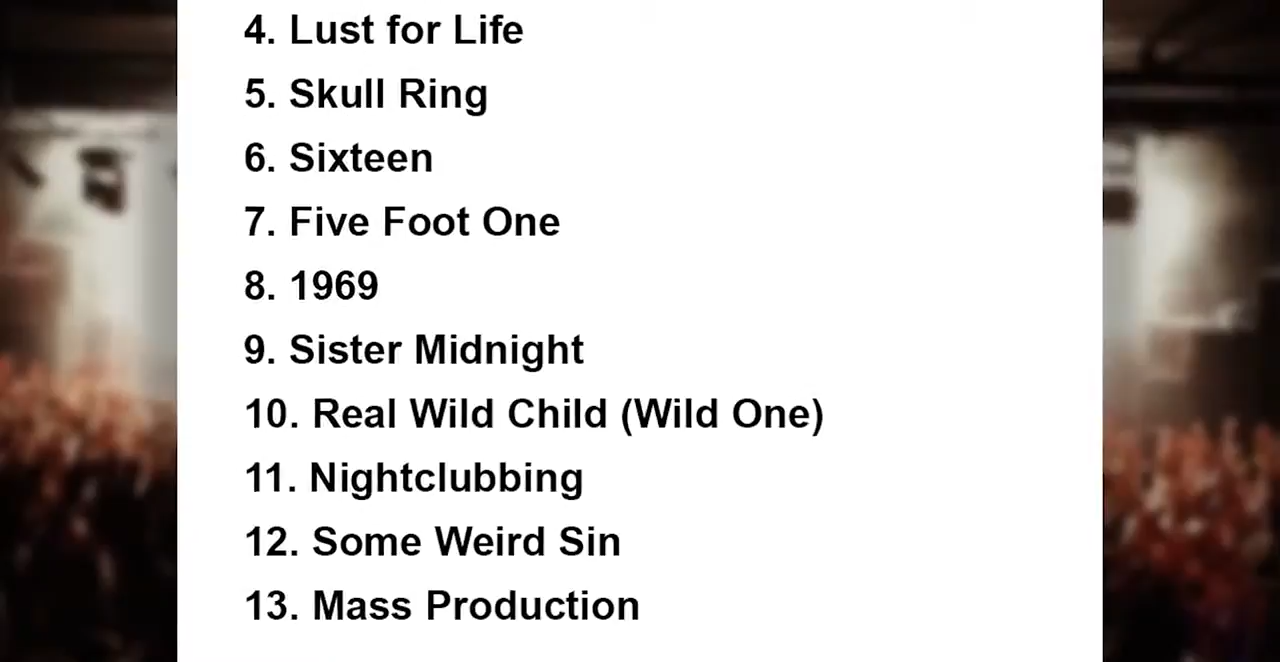 4. Lust for Life
5. Skull Ring
6. Sixteen
7. Five Foot One
8. 1969
9. Sister Midnight
10. Real Wild Child (Wild One)
11. Nightclubbing
12. Some Weird Sin
13. Mass Production